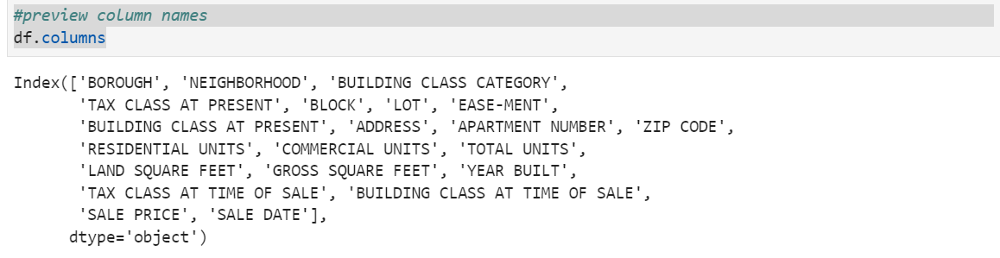 #preview column names
df.columns
Index(['BOROUGH', 'NEIGHBORHOOD', 'BUILDING CLASS CATEGORY',
'TAX CLASS AT PRESENT', 'BLOCK', 'LOT', 'EASE-MENT',
'BUILDING CLASS AT PRESENT', 'ADDRESS', 'APARTMENT NUMBER', 'ZIP CODE',
'RESIDENTIAL UNITS', 'COMMERCIAL UNITS', 'TOTAL UNITS',
'LAND SQUARE FEET', 'GROSS SQUARE FEET', 'YEAR BUILT',
'TAX CLASS AT TIME OF SALE', 'BUILDING CLASS AT TIME OF SALE',
'SALE PRICE', 'SALE DATE'],
dtype='object')